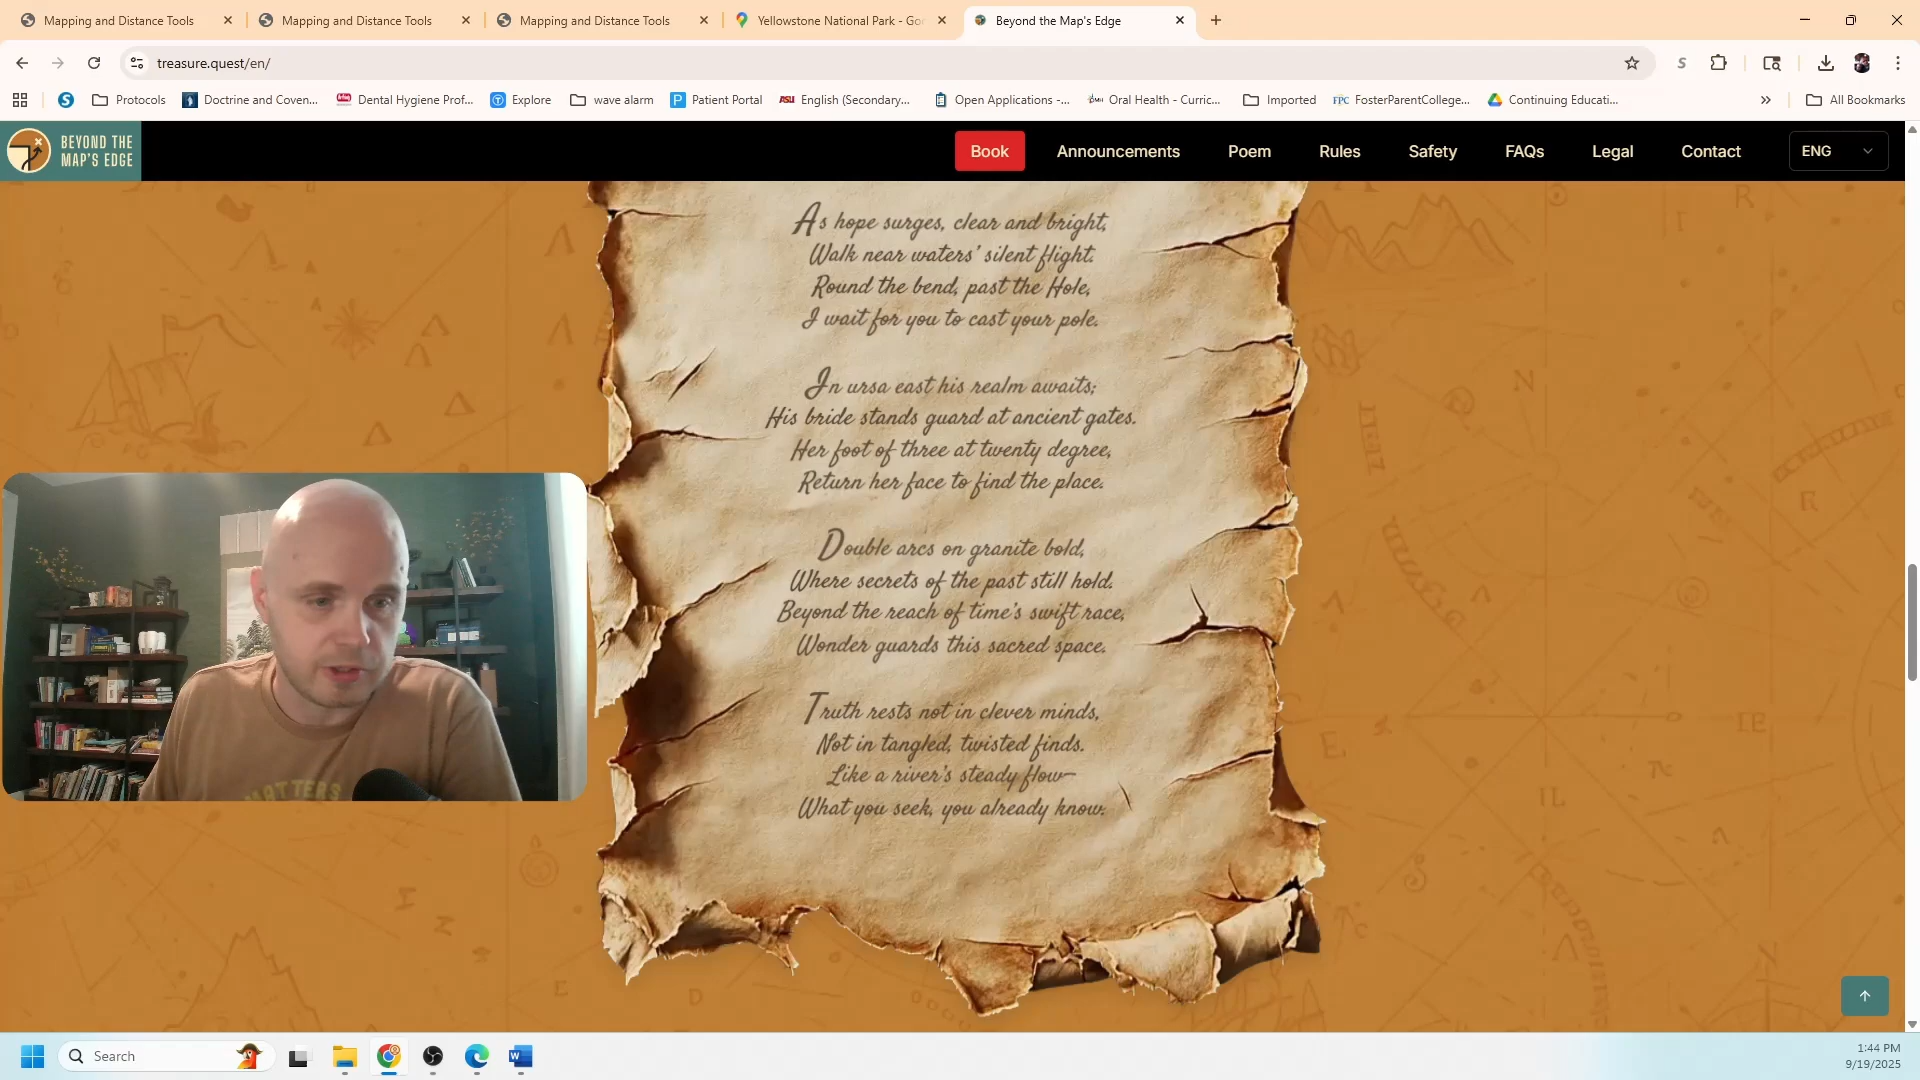 Mapping and Distance Tools
Mapping and Distance Tools
Mapping and Distance Tools
Yellowstone National Park - Go
Beyond the Map's Edge
treasure.quest/en/
Protocols
Doctrine and Coven...
Dental Hygiene Prof...
Explore
wave alarm
Patient Portal
ASU English (Secondary...
Open Applications -...
Oral Health - Curric...
Imported
FPC FosterParentCollege...
Continuing Educati...
All Bookmarks
BEYOND THE
MAP'S EDGE
Book
Announcements
Poem
Rules
Safety
FAQs
Legal
Contact
ENG
As hope surges, clear and bright,
Walk near waters' silent flight.
Round the bend, past the Hole,
I wait for you to cast your pole.
In ursa east his realm awaits;
His bride stands guard at ancient gates.
Her foot of three at twenty degree,
Return her face to find the place.
Double arcs on granite bold,
Where secrets of the past still hold.
Beyond the reach of time's swift race,
Wonder guards this sacred space.
Truth rests not in clever minds,
Not in tangled, twisted finds.
Like a river's steady flow—
What you seek, you already know.
MATTERS
Search
1:44 PM
9/19/2025